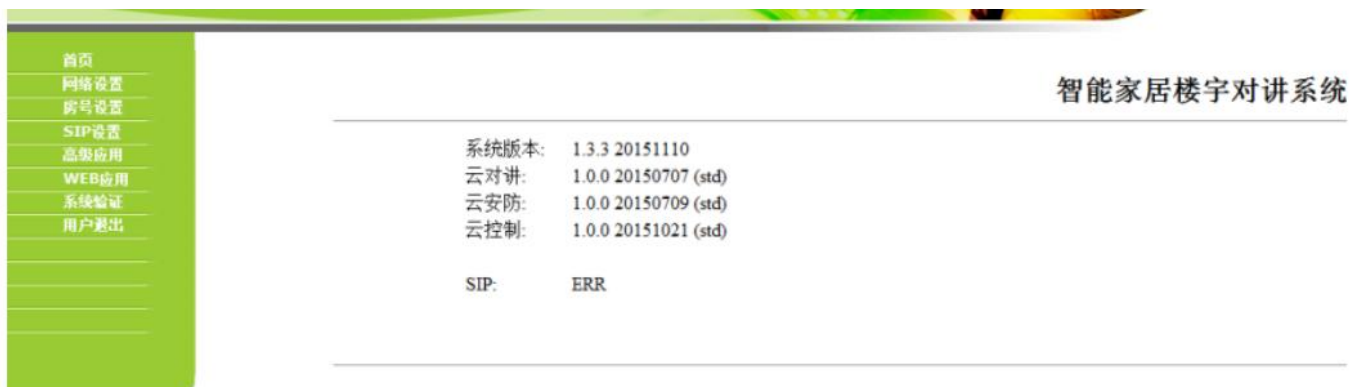 首页
网络设置
房号设置
SIP设置
高级应用
WEB应用
系统验证
用户退出
智能家居楼宇对讲系统
系统版本: 1.3.3 20151110
云对讲: 1.0.0 20150707 (std)
云安防: 1.0.0 20150709 (std)
云控制: 1.0.0 20151021 (std)
SIP: ERR